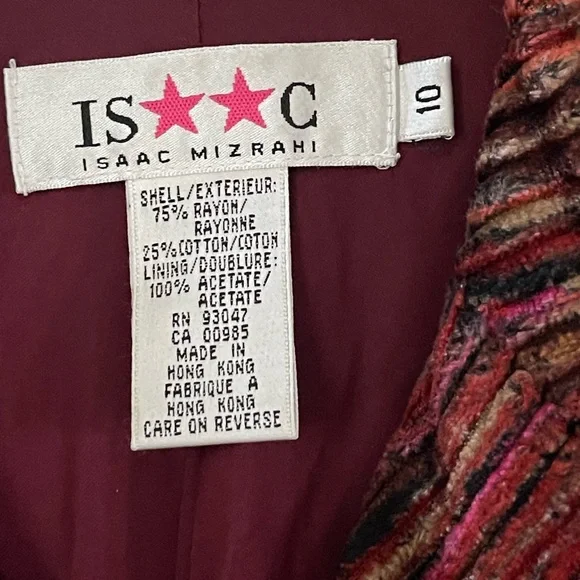 IS★★C
ISAAC MIZRAHI
10
SHELL/EXTERIEUR:
75% RAYON/
RAYONNE
25%COTTON/COTON
LINING/DOUBLURE:
100% ACETATE/
ACETATE
RN 93047
CA 00985
MADE IN
HONG KONG
FABRIQUE A
HONG KONG
CARE ON REVERSE